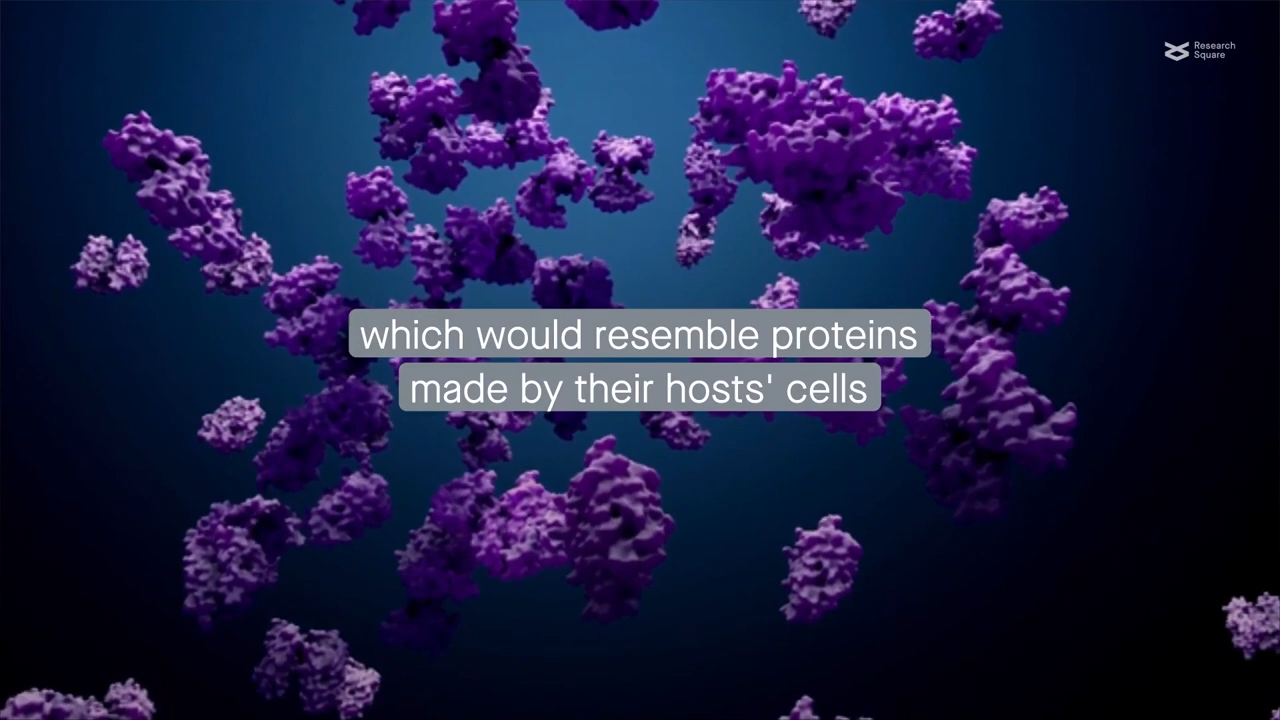 Research
Square
which would resemble proteins
made by their hosts' cells